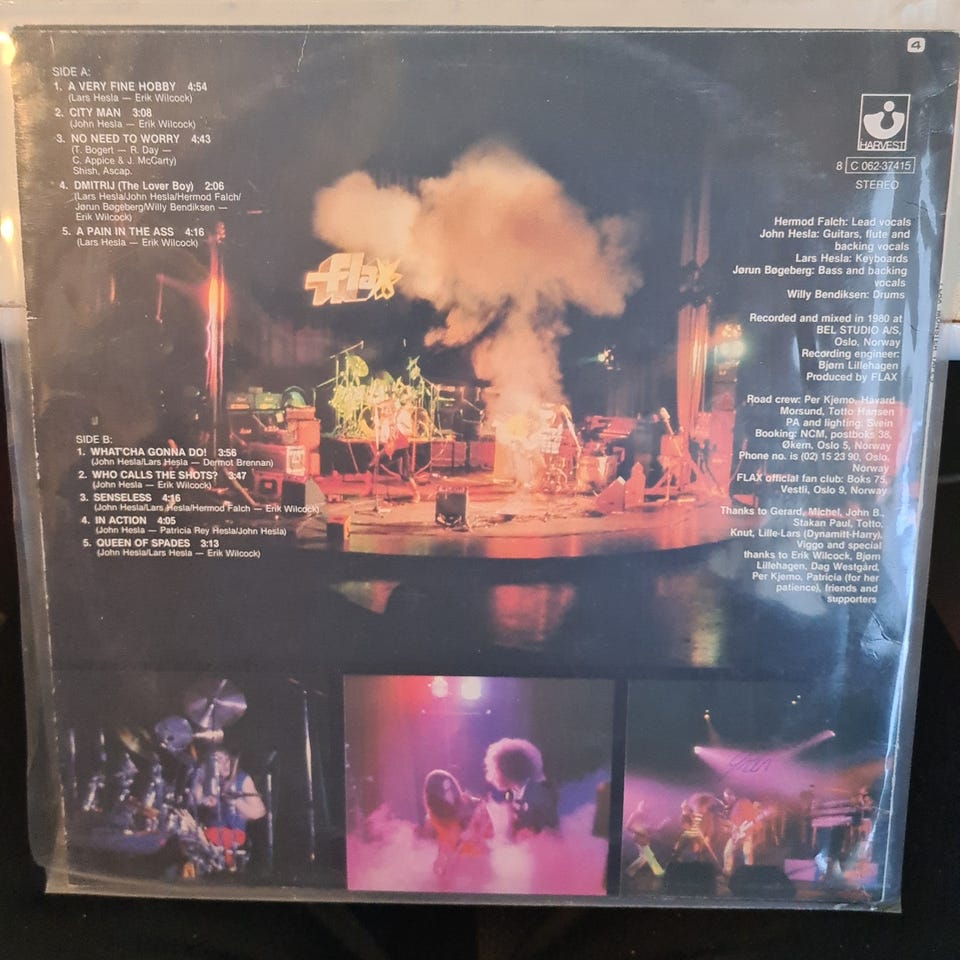 4
SIDE A:
1. A VERY FINE HOBBY 4:54
(Lars Hesla — Erik Wilcock)
2. CITY MAN 3:08
(John Hesla — Erik Wilcock)
3. NO NEED TO WORRY 4:43
(T. Bogert — R. Day —
C. Appice & J. McCarty)
Shish, Ascap.
4. DMITRIJ (The Lover Boy) 2:06
(Lars Hesla/John Hesla/Hermod Falch/
Jørun Bøgeberg/Willy Bendiksen —
Erik Wilcock)
5. A PAIN IN THE ASS 4:16
(Lars Hesla — Erik Wilcock)
flax
SIDE B:
1. WHAT'CHA GONNA DO! 3:56
(John Hesla/Lars Hesla — Dermot Brennan)
2. WHO CALLS THE SHOTS? 3:47
(John Hesla — Erik Wilcock)
3. SENSELESS 4:16
(John Hesla/Lars Hesla/Hermod Falch — Erik Wilcock)
4. IN ACTION 4:05
(John Hesla — Patricia Rey Hesla/John Hesla)
5. QUEEN OF SPADES 3:13
(John Hesla/Lars Hesla — Erik Wilcock)
HARVEST
8 C 062-37415
STEREO
Hermod Falch: Lead vocals
John Hesla: Guitars, flute and
backing vocals
Lars Hesla: Keyboards
Jørun Bøgeberg: Bass and backing
vocals
Willy Bendiksen: Drums
Recorded and mixed in 1980 at
BEL STUDIO A/S,
Oslo, Norway
Recording engineer:
Bjørn Lillehagen
Produced by FLAX
Road crew: Per Kjemo, Håvard
Morsund, Totto Hansen
PA and lighting: Svein
Booking: NCM, postboks 38,
Økern, Oslo 5, Norway
Phone no. is (02) 15 23 90, Oslo,
Norway
FLAX official fan club: Boks 75,
Vestli, Oslo 9, Norway
Thanks to Gerard, Michel, John B.,
Stakan Paul, Totto,
Knut, Lille-Lars (Dynamitt-Harry),
Viggo and special
thanks to Erik Wilcock, Bjørn
Lillehagen, Dag Westgård,
Per Kjemo, Patricia (for her
patience), friends and
supporters